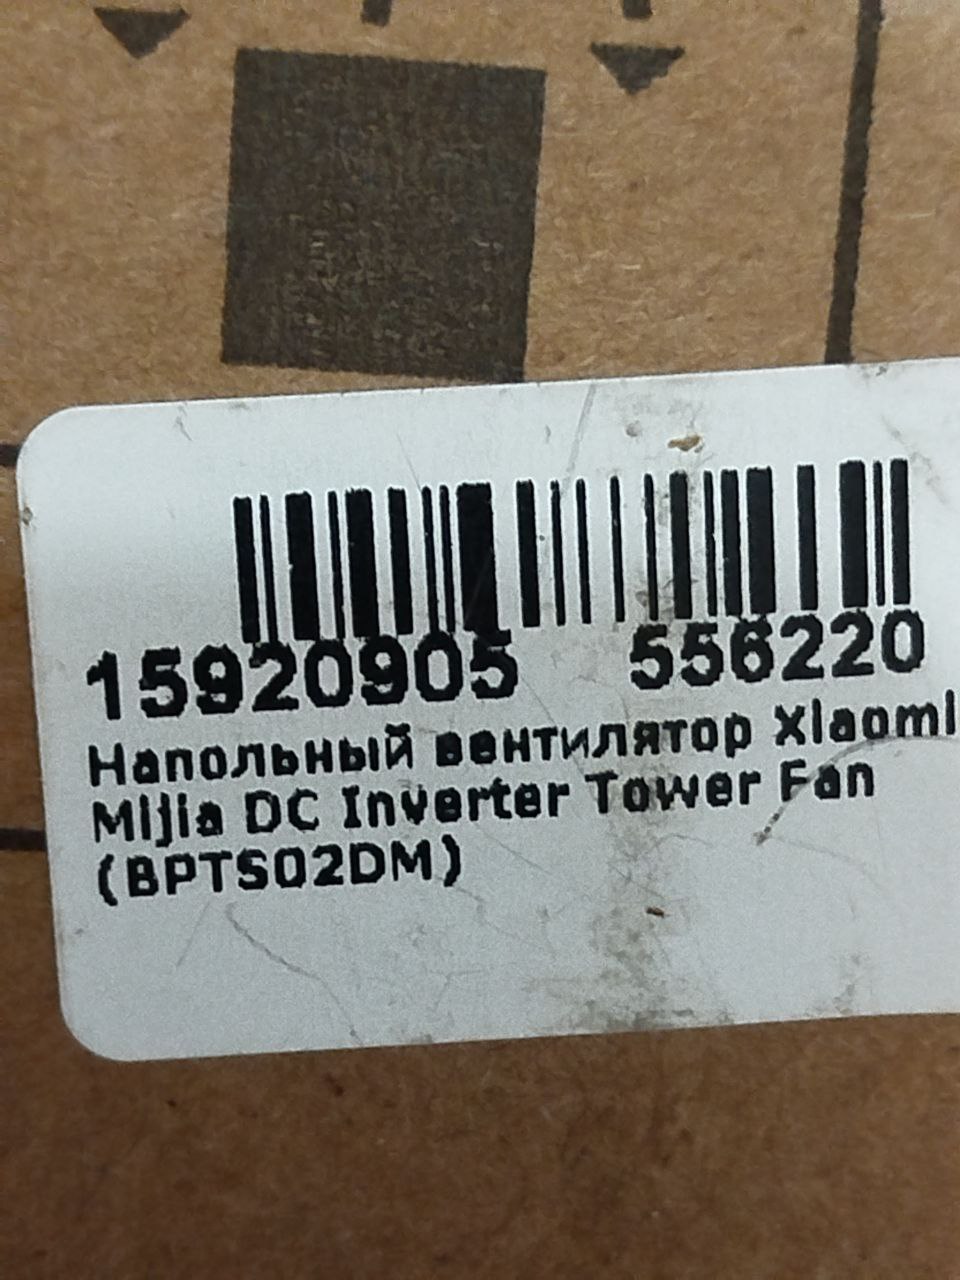 15920905 556220
Напольный вентилятор Xiaomi
Mijia DC Inverter Tower Fan
(BPTS02DM)